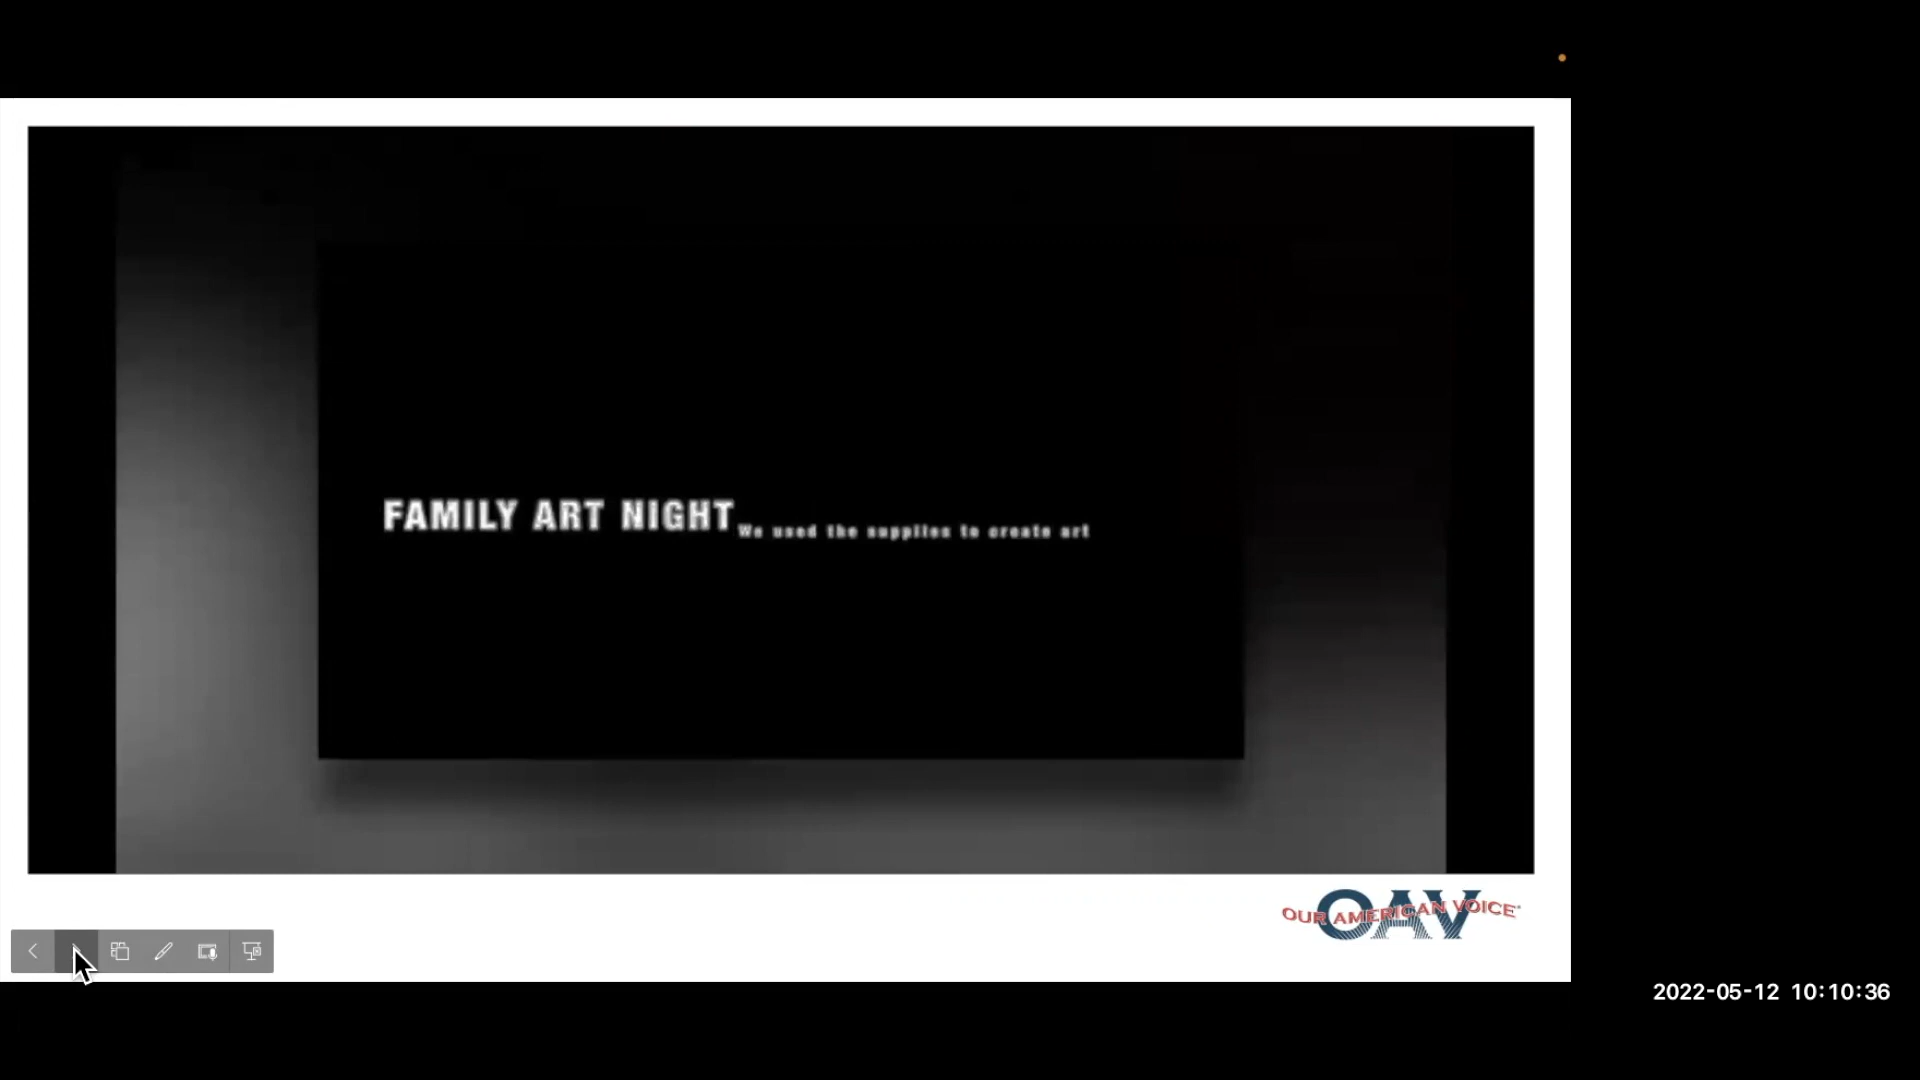 FAMILY ART NIGHT We used the supplies to create art
OAV
OUR AMERICAN VOICE
2022-05-12 10:10:36